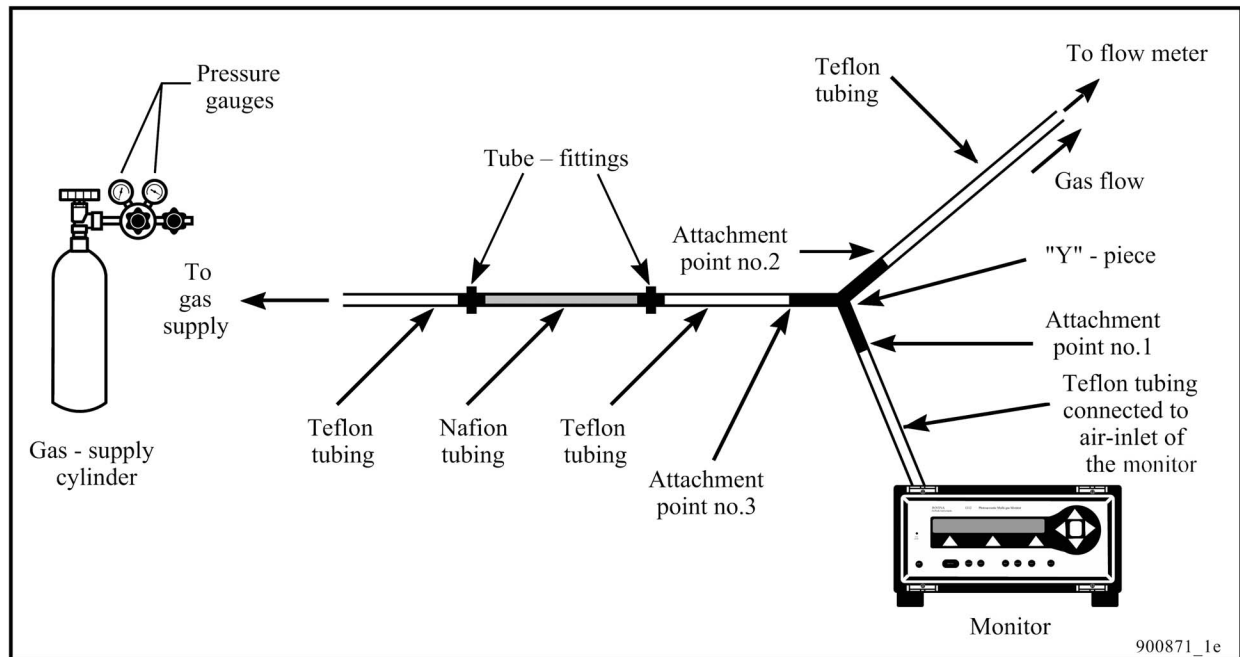 Pressure
gauges
Tube – fittings
Teflon
tubing
To flow meter
Gas flow
Attachment
point no.2
"Y" - piece
To
gas
supply
Attachment
point no.1
Teflon tubing
connected to
air-inlet of
the monitor
Teflon
tubing
Nafion
tubing
Teflon
tubing
Attachment
point no.3
Gas - supply
cylinder
Monitor
900871_1e